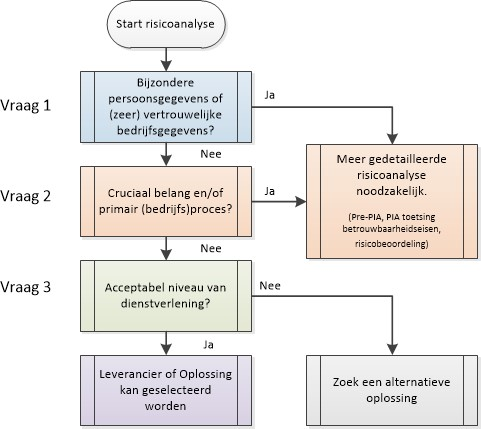 Start risicoanalyse
Vraag 1
Bijzondere
persoonsgegevens of
(zeer) vertrouwelijke
bedrijfsgegevens?
Ja
Nee
Meer gedetailleerde
risicoanalyse
noodzakelijk.
(Pre-PIA, PIA toetsing
betrouwbaarheidseisen,
risicobeordeling)
Vraag 2
Cruciaal belang en/of
primair (bedrijfs)proces?
Ja
Nee
Vraag 3
Acceptabel niveau van
dienstverlening?
Nee
Ja
Leverancier of Oplossing
kan geselecteerd
worden
Zoek een alternatieve
oplossing